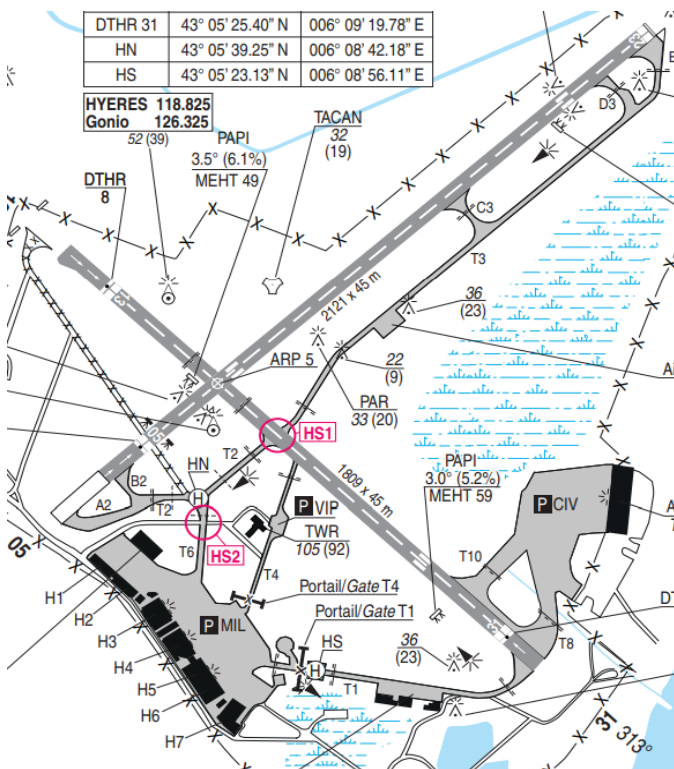 DTHR 31 43° 05' 25.40" N 006° 09' 19.78" E
HN 43° 05' 39.25" N 006° 08' 42.18" E
HS 43° 05' 23.13" N 006° 08' 56.11" E
HYERES 118.825
Gonio 126.325
52 (39)
PAPI
3.5° (6.1%)
MEHT 49
TACAN
32
(19)
DTHR
8
23
D3
C3
T3
13
2121 x 45 m
36
(23)
ARP 5
22
(9)
PAR
33 (20)
HS1
05
T2
HN
B2
A2
T2
H
HS2
P VIP
TWR
105 (92)
1809 x 45 m
PAPI
3.0° (5.2%)
MEHT 59
P CIV
05
T6
T4
T10
H1
H2
H3
H4
H5
H6
H7
P MIL
Portail/Gate T4
Portail/Gate T1
HS
H
T1
36
(23)
31
T8
DT
31 313°